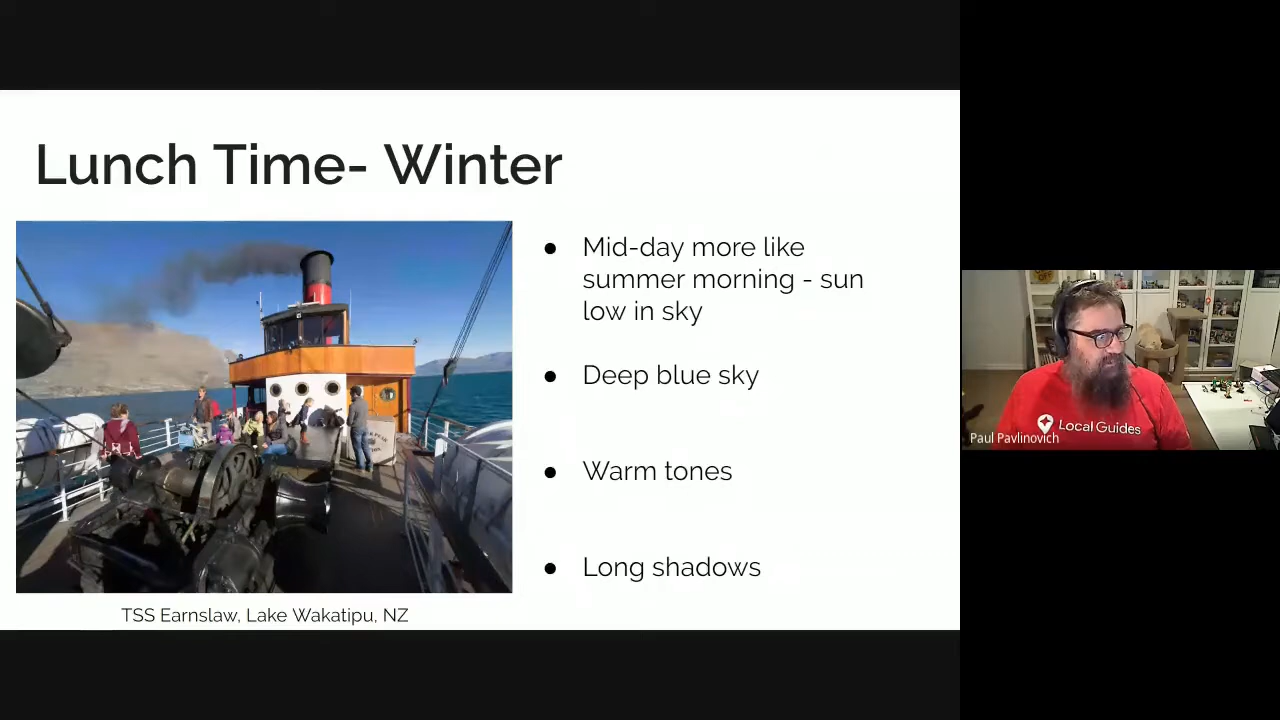 Lunch Time- Winter
● Mid-day more like
summer morning - sun
low in sky
● Deep blue sky
● Warm tones
● Long shadows
TSS Earnslaw, Lake Wakatipu, NZ
Local Guides
Paul Pavlinovich